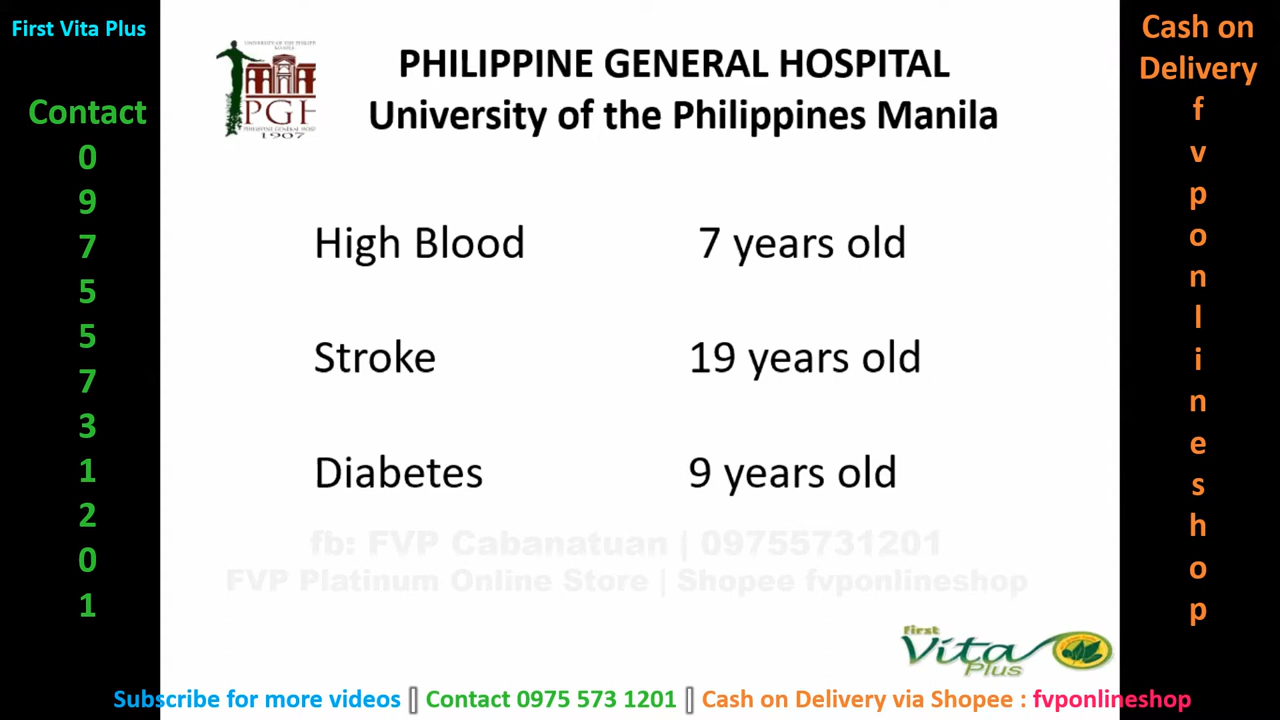 First Vita Plus
Contact
0
9
7
5
5
7
3
1
2
0
1
PHILIPPINE GENERAL HOSPITAL
University of the Philippines Manila
PGH
PHILIPPINE GENERAL HOSP
1907
High Blood 7 years old
Stroke 19 years old
Diabetes 9 years old
fb: FVP Cabanatuan | 09755731201
FVP Platinum Online Store | Shopee fvponlineshop
First
Vita
Plus
Cash on
Delivery
f
v
p
o
n
l
i
n
e
s
h
o
p
Subscribe for more videos | Contact 0975 573 1201 | Cash on Delivery via Shopee : fvponlineshop